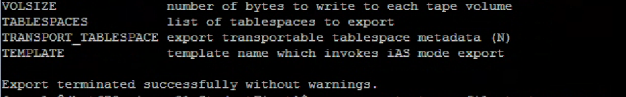 VOLSIZE number of bytes to write to each tape volume
TABLESPACES list of tablespaces to export
TRANSPORT_TABLESPACE export transportable tablespace metadata (N)
TEMPLATE template name which invokes iAS mode export
Export terminated successfully without warnings.